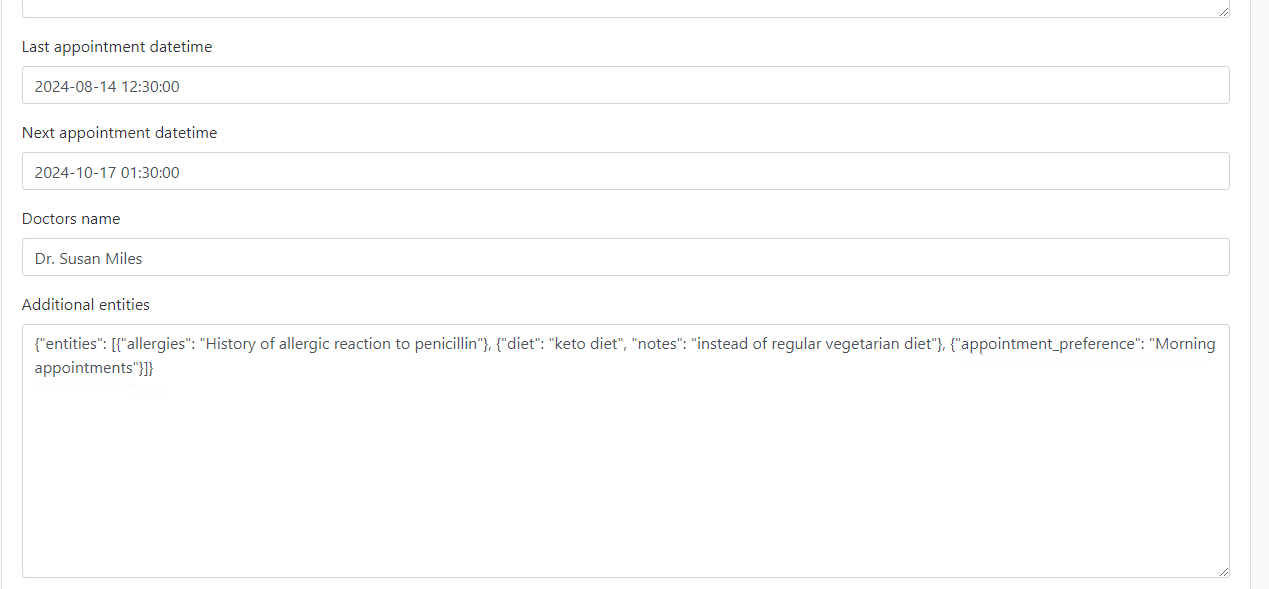 Last appointment datetime
2024-08-14 12:30:00
Next appointment datetime
2024-10-17 01:30:00
Doctors name
Dr. Susan Miles
Additional entities
{"entities": [{"allergies": "History of allergic reaction to penicillin"}, {"diet": "keto diet", "notes": "instead of regular vegetarian diet"}, {"appointment_preference": "Morning
appointments"}]}